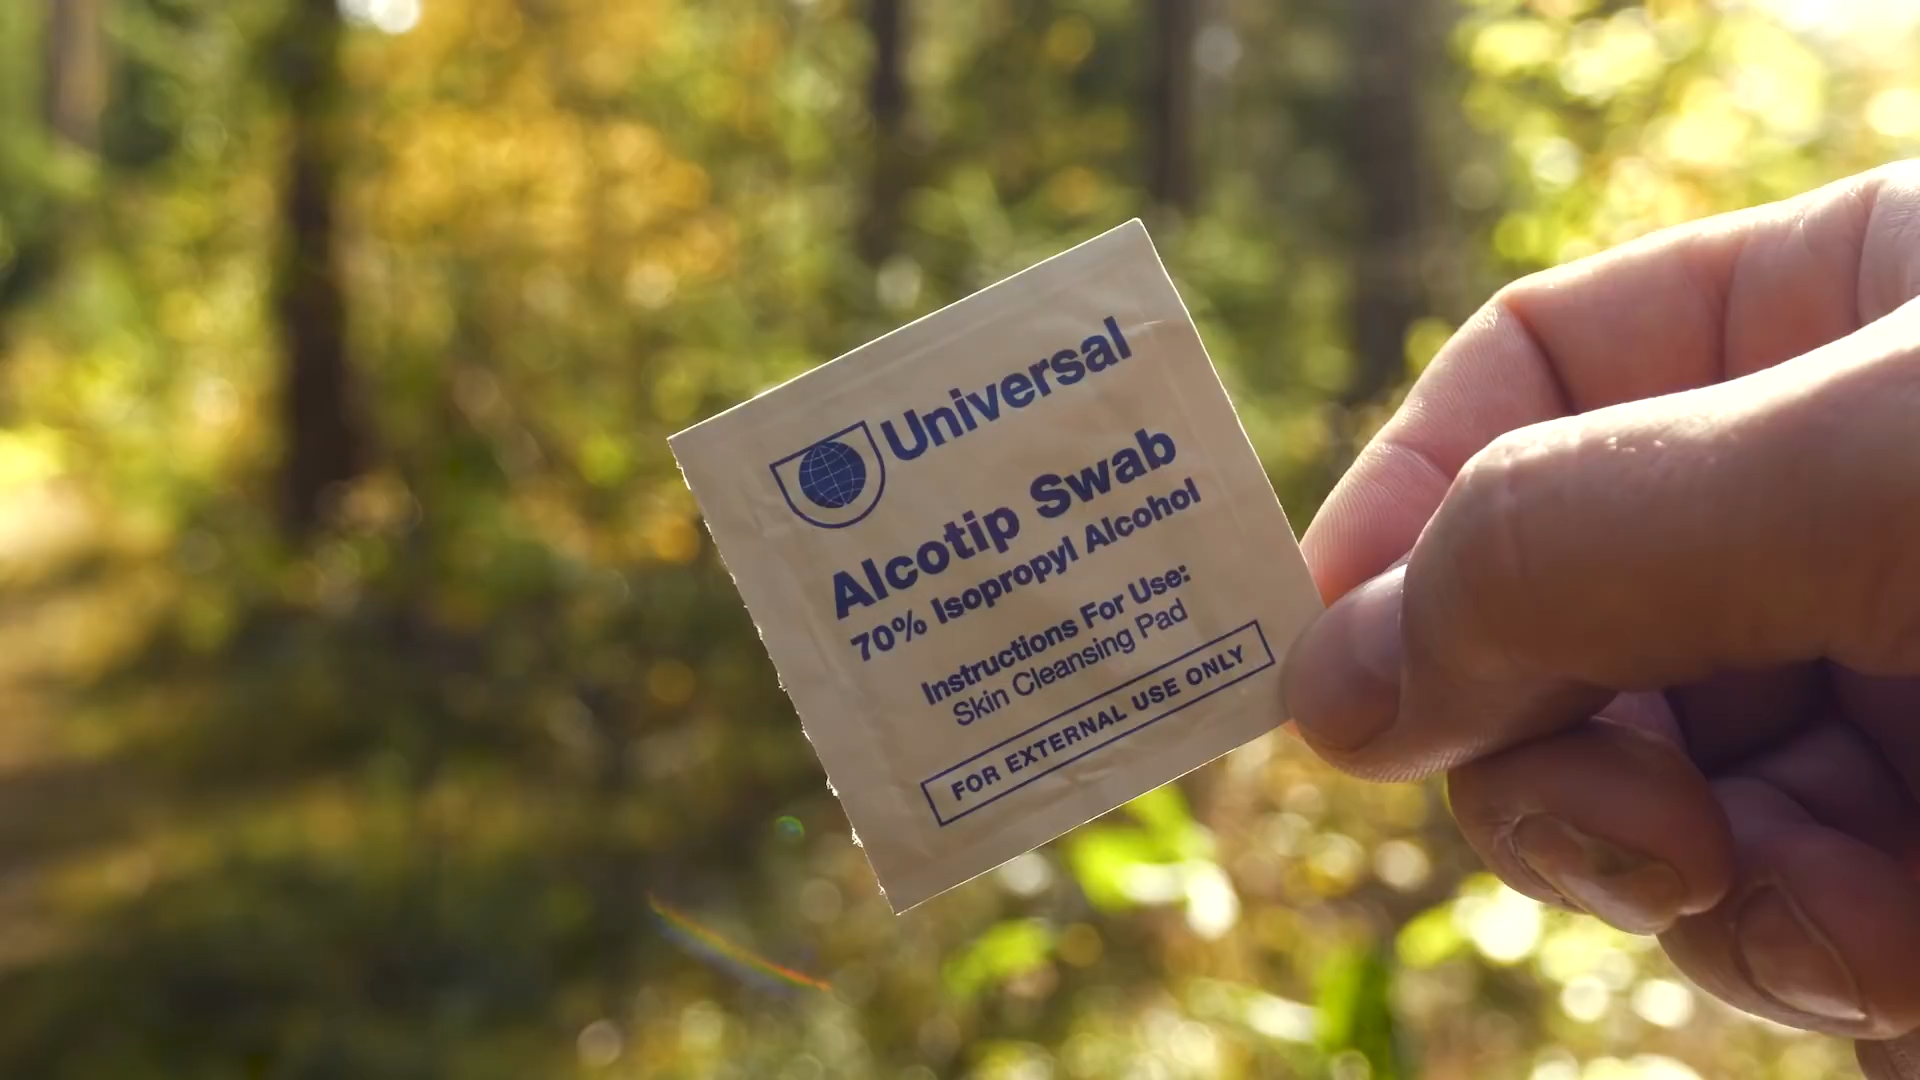 Universal
Alcotip Swab
70% Isopropyl Alcohol
Instructions For Use:
Skin Cleansing Pad
FOR EXTERNAL USE ONLY